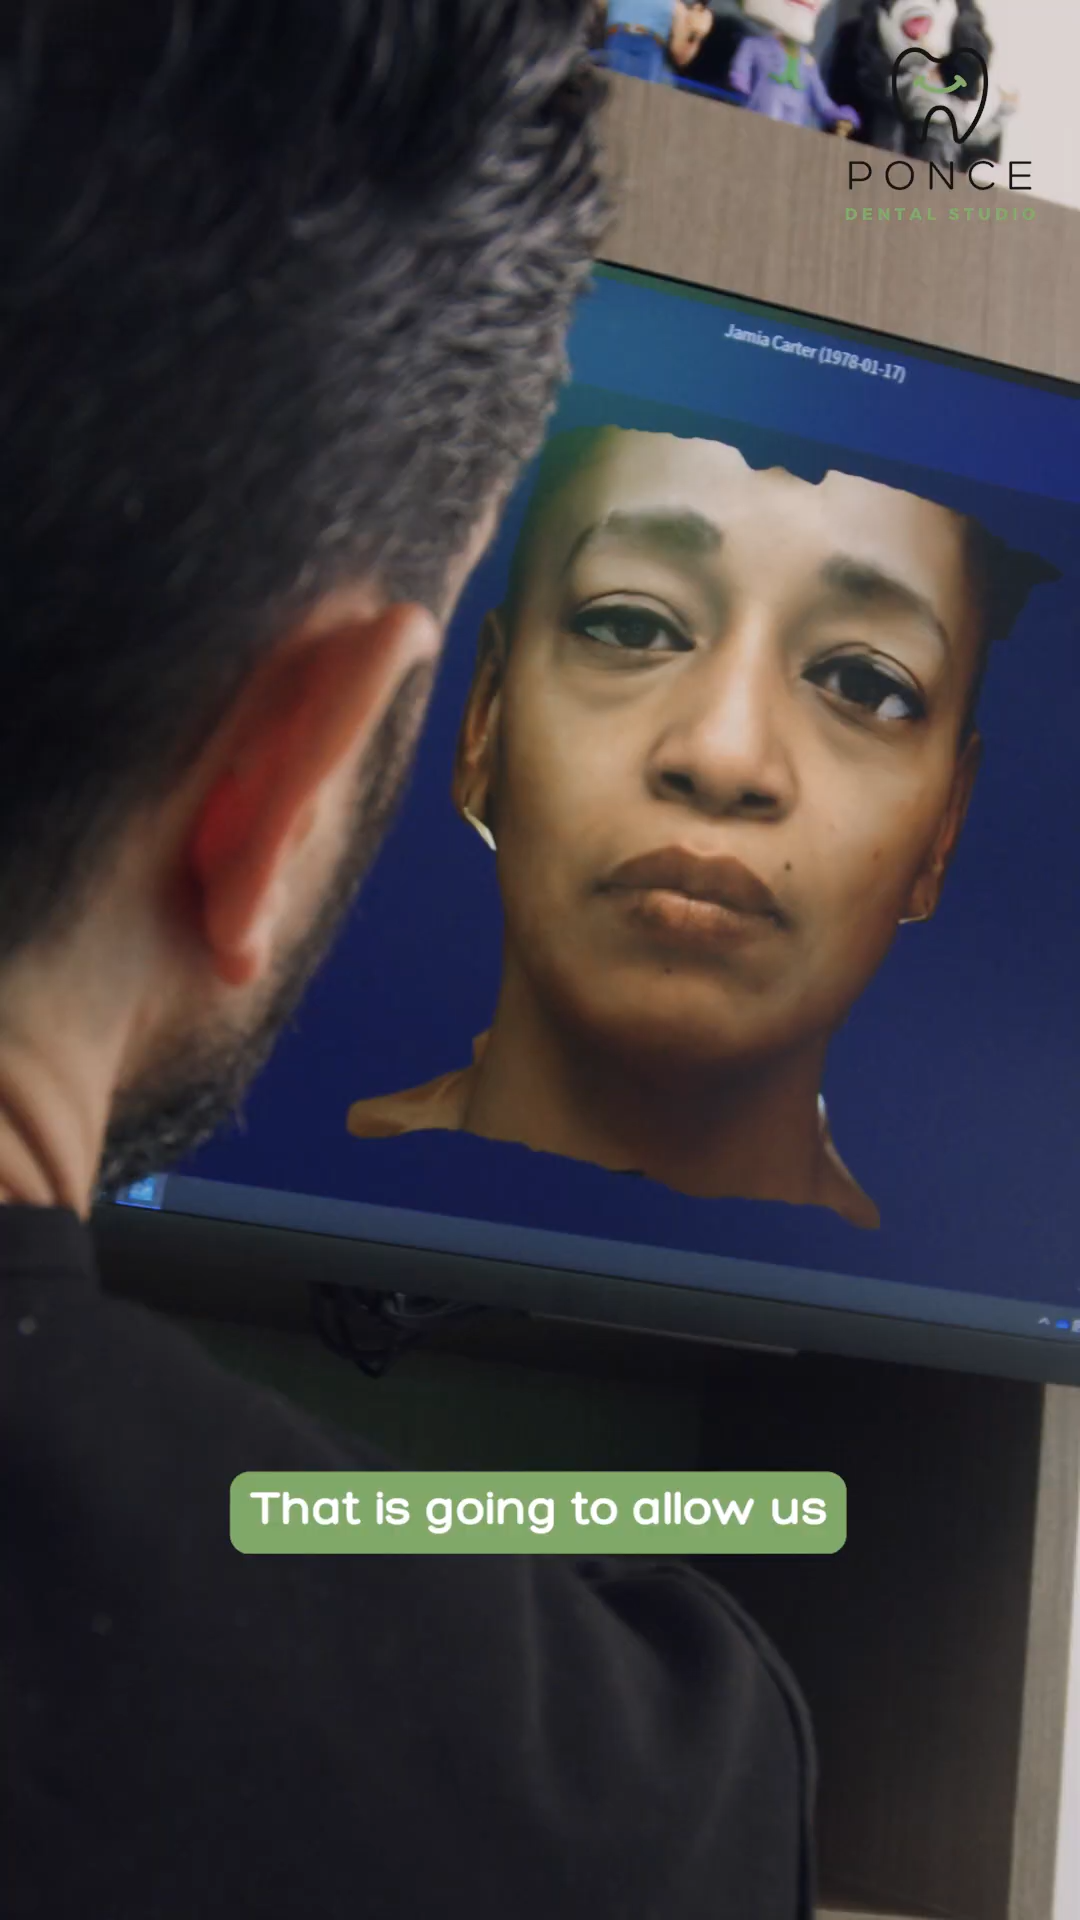 PONCE
DENTAL STUDIO
Jamia Carter (1978-01-17)
That is going to allow us